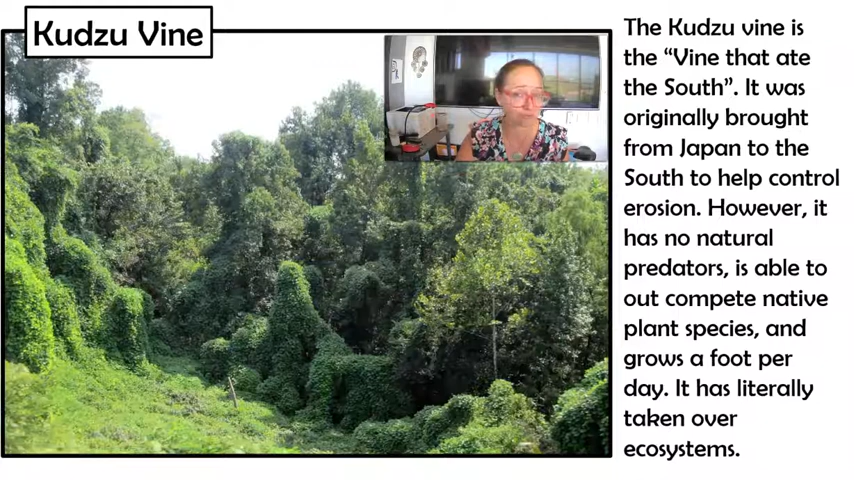 Kudzu Vine
The Kudzu vine is
the “Vine that ate
the South”. It was
originally brought
from Japan to the
South to help control
erosion. However, it
has no natural
predators, is able to
out compete native
plant species, and
grows a foot per
day. It has literally
taken over
ecosystems.